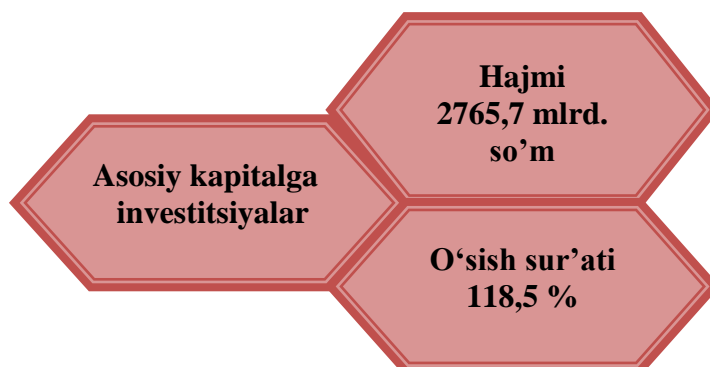 Asosiy kapitalga
investitsiyalar
Hajmi
2765,7 mlrd.
so’m
O‘sish sur’ati
118,5 %